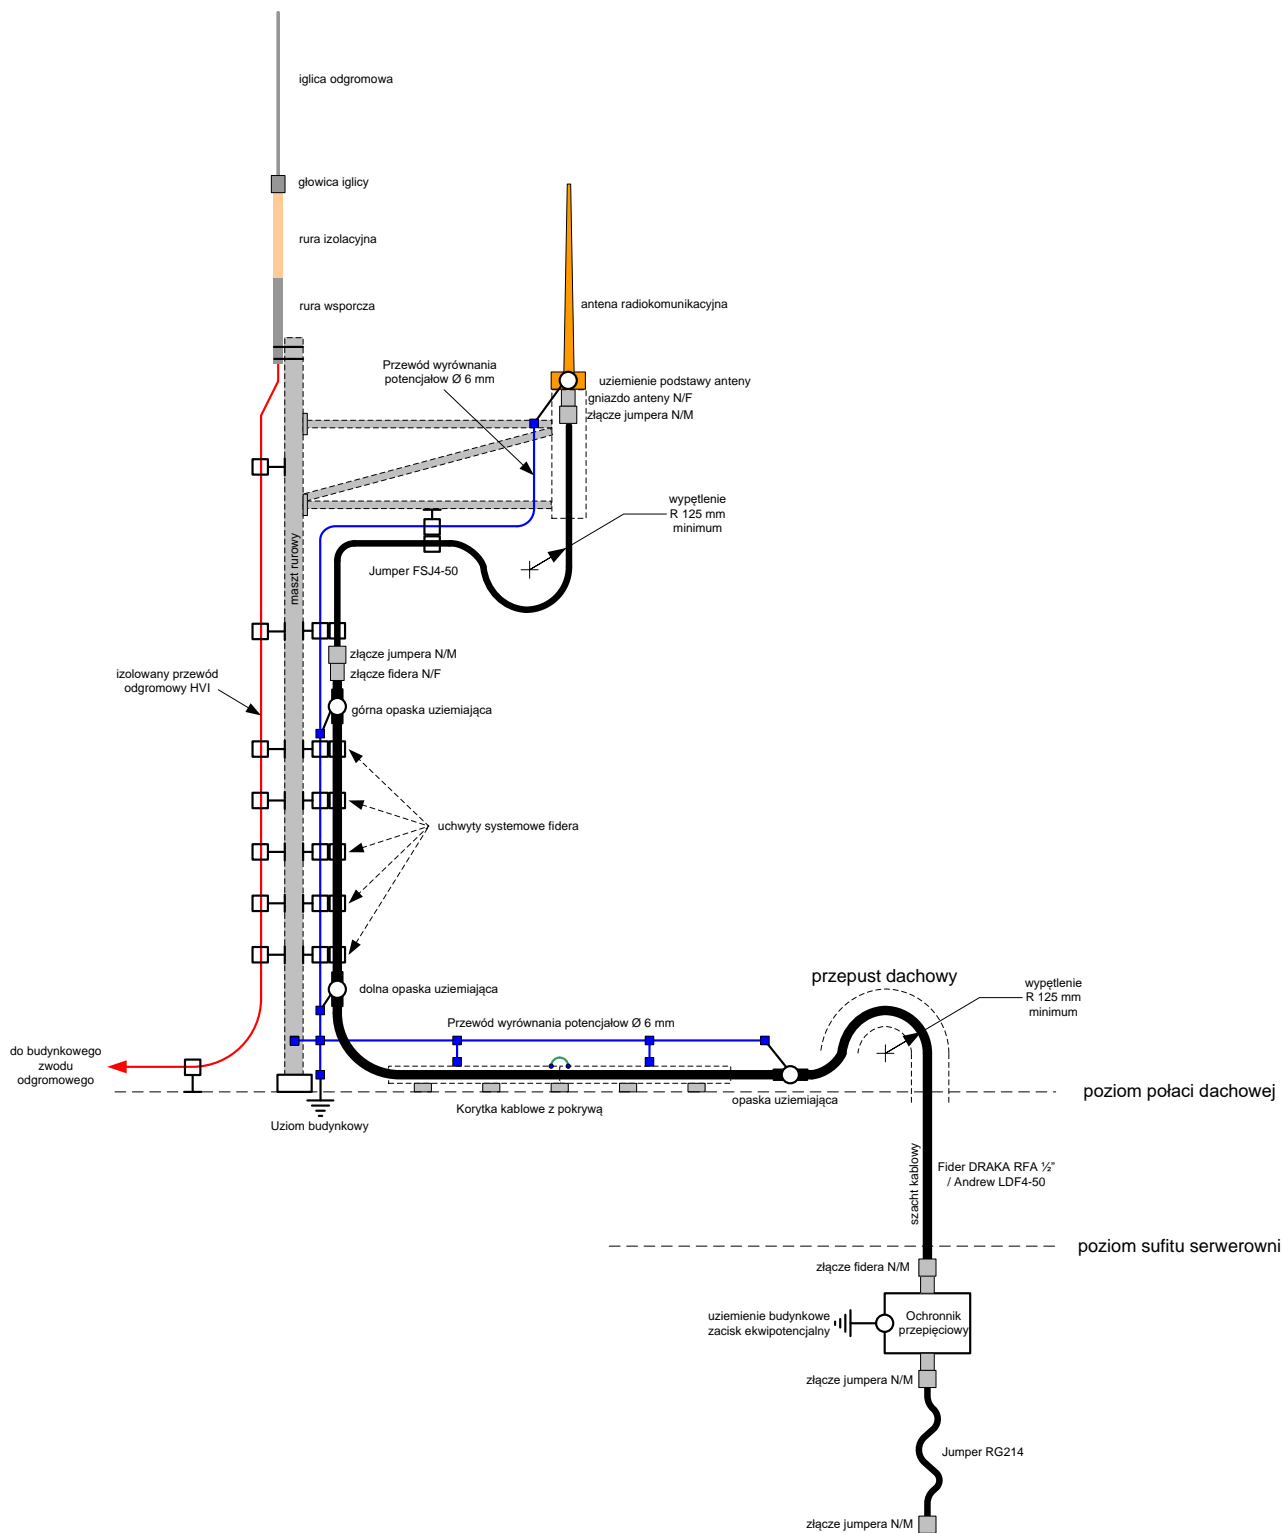 iglica odgromowa
głowica iglicy
rura izolacyjna
rura wsporcza
antena radiokomunikacyjna
Przewód wyrównania
potencjałow Ø 6 mm
uziemienie podstawy anteny
gniazdo anteny N/F
złącze jumpera N/M
wypętlenie
R 125 mm
minimum
maszt rurowy
Jumper FSJ4-50
złącze jumpera N/M
złącze fidera N/F
izolowany przewód
odgromowy HVI
górna opaska uziemiająca
uchwyty systemowe fidera
dolna opaska uziemiająca
przepust dachowy
wypętlenie
R 125 mm
minimum
Przewód wyrównania potencjałow Ø 6 mm
do budynkowego
zwodu
odgromowego
poziom połaci dachowej
opaska uziemiająca
Korytka kablowe z pokrywą
Uziom budynkowy
szacht kablowy
Fider DRAKA RFA ½”
/ Andrew LDF4-50
poziom sufitu serwerowni
złącze fidera N/M
uziemienie budynkowe
zacisk ekwipotencjalny
Ochronnik
przepięciowy
złącze jumpera N/M
Jumper RG214
złącze jumpera N/M